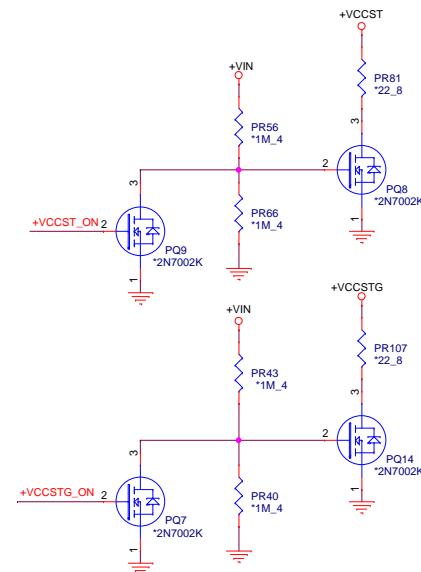 +VCCST
+VIN
PR81
*22_8
PR56
*1M_4
3
3
2
PQ8
*2N7002K
+VCCST_ON
2
PR66
*1M_4
1
PQ9
*2N7002K
1
+VCCSTG
+VIN
PR107
*22_8
PR43
*1M_4
3
3
2
PQ14
*2N7002K
+VCCSTG_ON
2
PR40
*1M_4
1
PQ7
*2N7002K
1